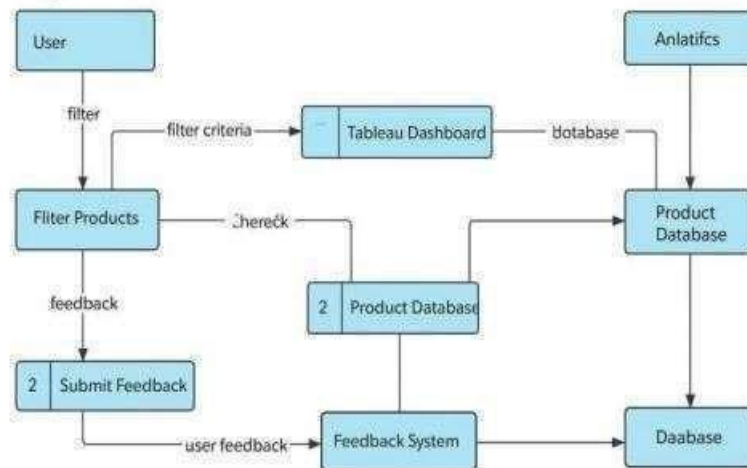 User
Anlatifcs
filter
filter criteria
Tableau Dashboard
dotabase
Fliter Products
Product
Database
feedback
2 Product Database
2 Submit Feedback
user feedback
Feedback System
Daabase